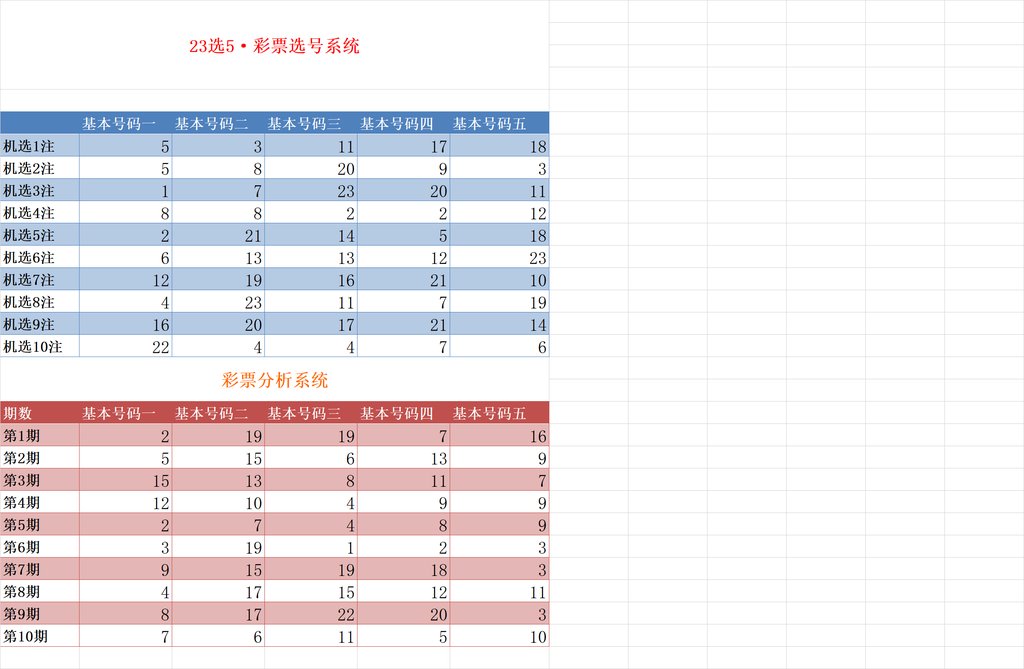 23选5·彩票选号系统
基本号码一 基本号码二 基本号码三 基本号码四 基本号码五
机选1注 5 3 11 17 18
机选2注 5 8 20 9 3
机选3注 1 7 23 20 11
机选4注 8 8 2 2 12
机选5注 2 21 14 5 18
机选6注 6 13 13 12 23
机选7注 12 19 16 21 10
机选8注 4 23 11 7 19
机选9注 16 20 17 21 14
机选10注 22 4 4 7 6
彩票分析系统
期数 基本号码一 基本号码二 基本号码三 基本号码四 基本号码五
第1期 2 19 19 7 16
第2期 5 15 6 13 9
第3期 15 13 8 11 7
第4期 12 10 4 9 9
第5期 2 7 4 8 9
第6期 3 19 1 2 3
第7期 9 15 19 18 3
第8期 4 17 15 12 11
第9期 8 17 22 20 3
第10期 7 6 11 5 10